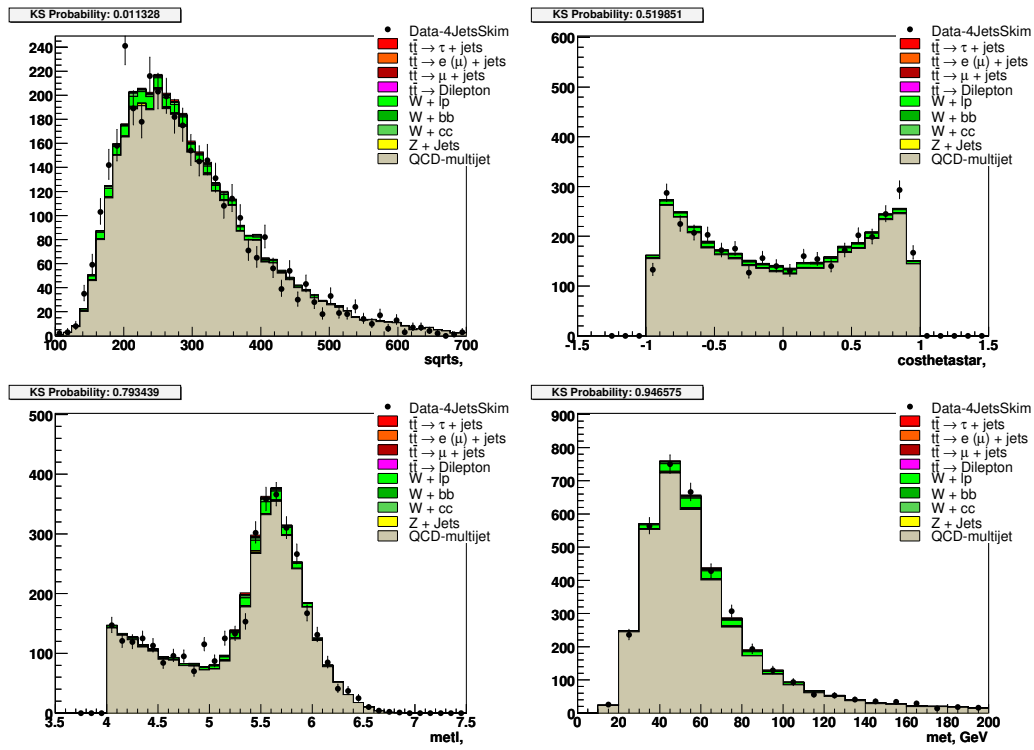 KS Probability: 0.011328
Data-4JetsSkim
tt̄ → τ + jets
tt̄ → e (μ) + jets
tt̄ → μ + jets
tt̄ → Dilepton
W + lp
W + bb
W + cc
Z + Jets
QCD-multijet
240
220
200
180
160
140
120
100
80
60
40
20
0
100 200 300 400 500 600 700
sqrts,
KS Probability: 0.519851
Data-4JetsSkim
tt̄ → τ + jets
tt̄ → e (μ) + jets
tt̄ → μ + jets
tt̄ → Dilepton
W + lp
W + bb
W + cc
Z + Jets
QCD-multijet
600
500
400
300
200
100
0
-1.5 -1 -0.5 0 0.5 1 1.5
costhetastar,
KS Probability: 0.793439
Data-4JetsSkim
tt̄ → τ + jets
tt̄ → e (μ) + jets
tt̄ → μ + jets
tt̄ → Dilepton
W + lp
W + bb
W + cc
Z + Jets
QCD-multijet
500
400
300
200
100
0
3.5 4 4.5 5 5.5 6 6.5 7 7.5
metl,
KS Probability: 0.946575
Data-4JetsSkim
tt̄ → τ + jets
tt̄ → e (μ) + jets
tt̄ → μ + jets
tt̄ → Dilepton
W + lp
W + bb
W + cc
Z + Jets
QCD-multijet
900
800
700
600
500
400
300
200
100
0
0 20 40 60 80 100 120 140 160 180 200
met, GeV